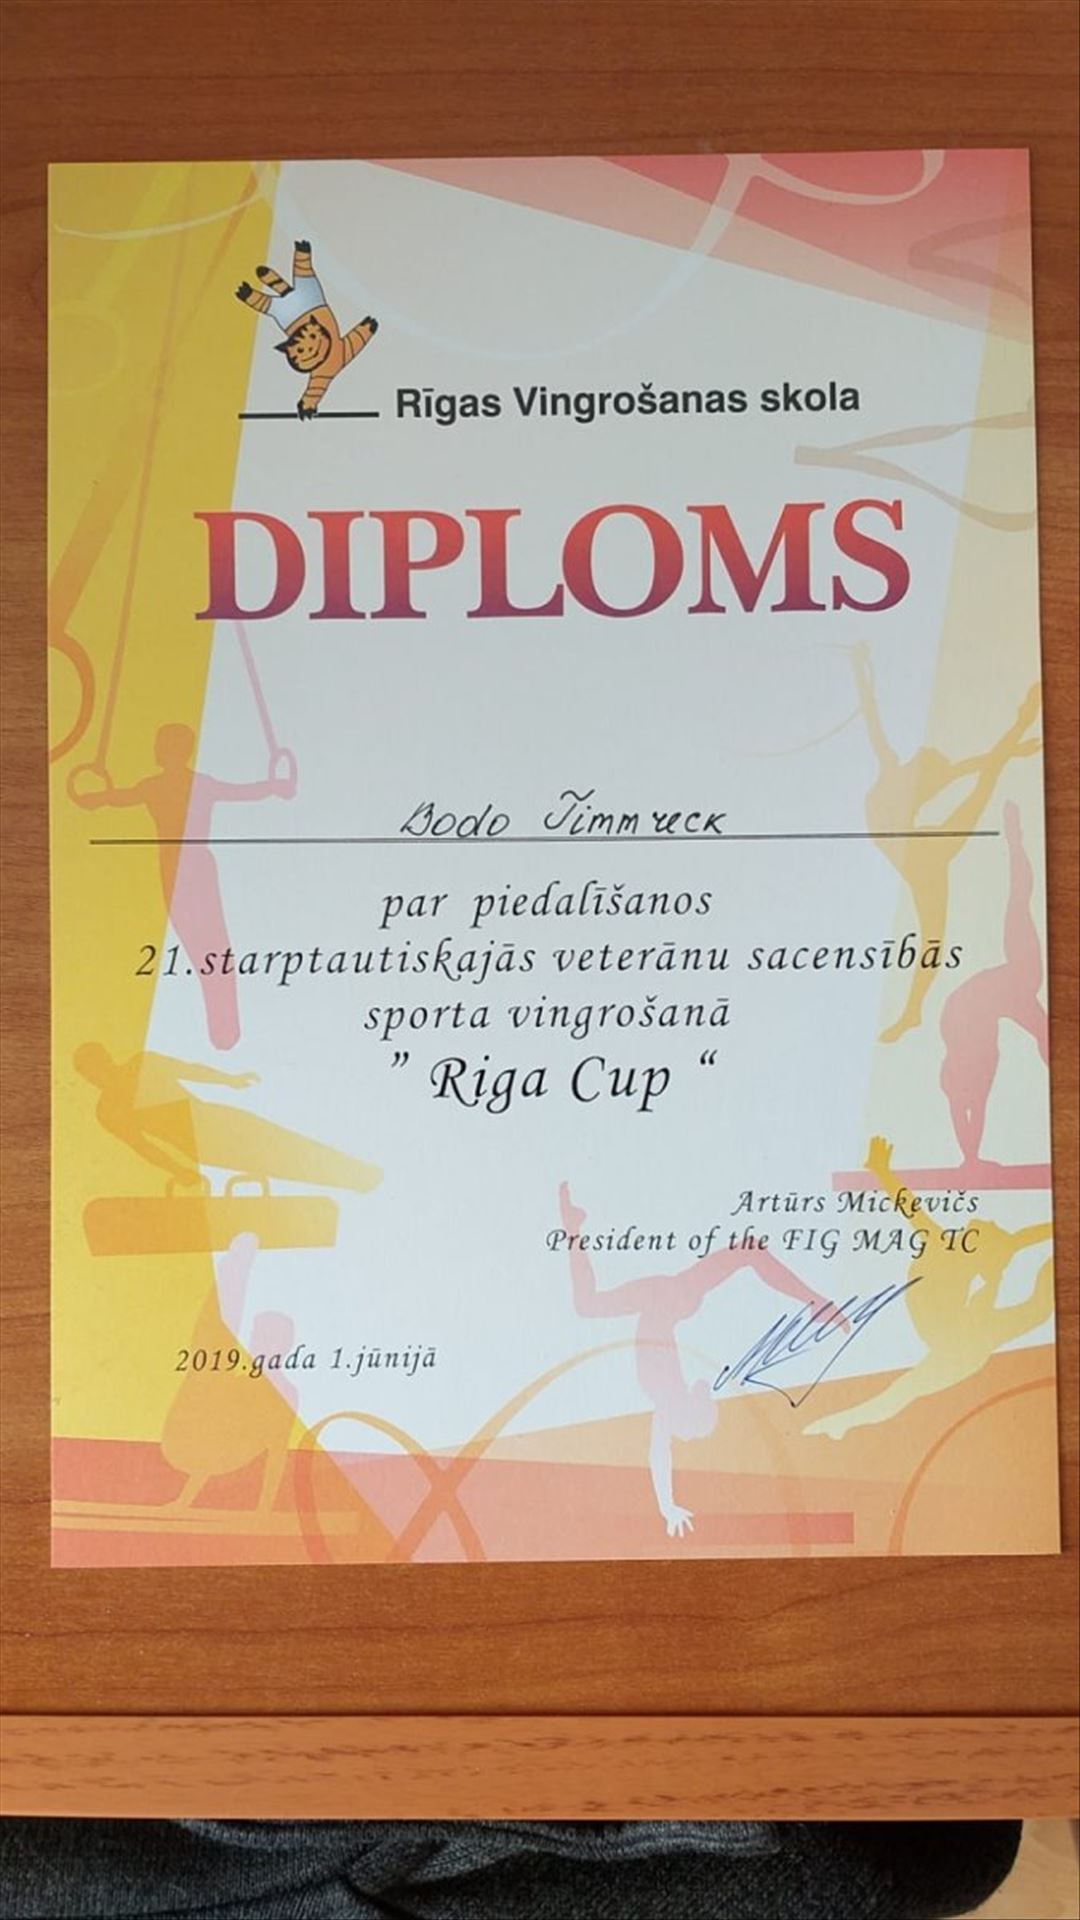 Rīgas Vingrošanas skola
DIPLOMS
Bodo Timmreck
par piedalīšanos
21.starptautiskajās veterānu sacensībās
sporta vingrošanā
” Riga Cup “
Artūrs Mickevičs
President of the FIG MAG TC
2019.gada 1.jūnijā